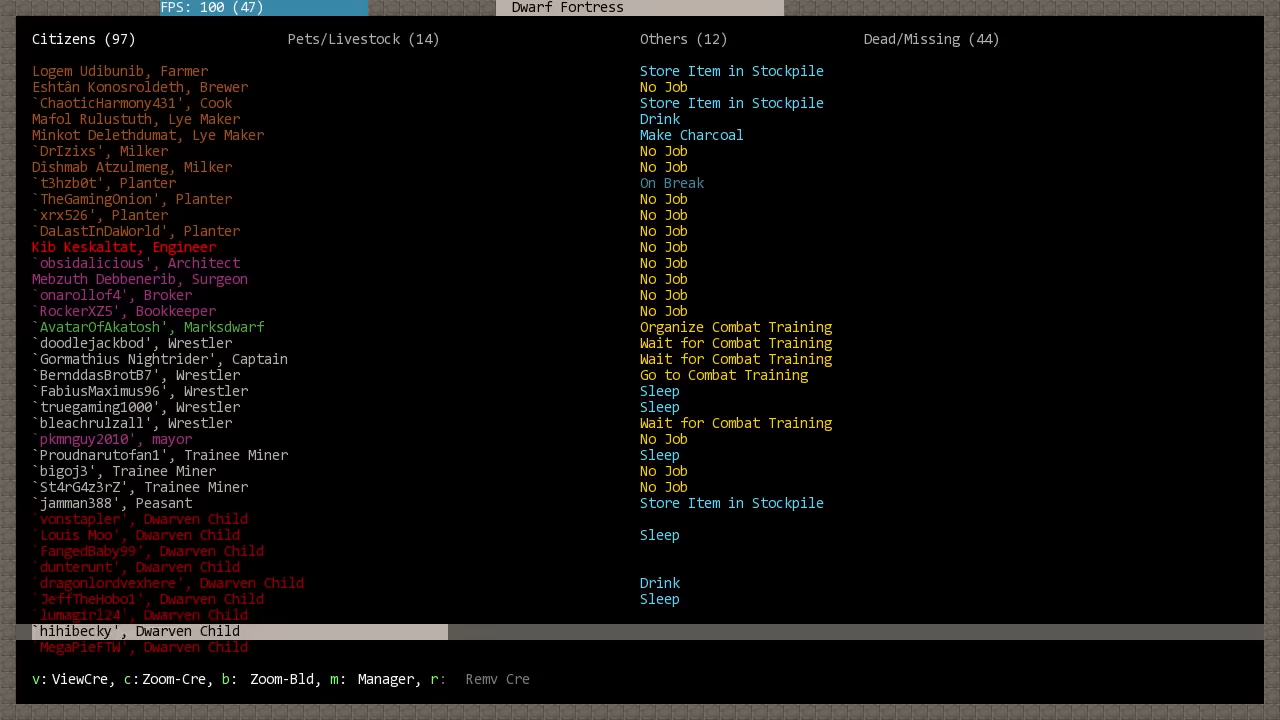 FPS: 100 (47) Dwarf Fortress
Citizens (97) Pets/Livestock (14) Others (12) Dead/Missing (44)
Logem Udibunib, Farmer Store Item in Stockpile
Eshtân Konosroldeth, Brewer No Job
`ChaoticHarmony431', Cook Store Item in Stockpile
Mafol Rulustuth, Lye Maker Drink
Minkot Delethdumat, Lye Maker Make Charcoal
`DrIzixs', Milker No Job
Dîshmab Atzulmeng, Milker No Job
`t3hzb0t', Planter On Break
`TheGamingOnion', Planter No Job
`xrx526', Planter No Job
`DaLastInDaWorld', Planter No Job
Kib Keskaltat, Engineer No Job
`obsidalicious', Architect No Job
Mebzuth Debbenerib, Surgeon No Job
`onarollof4', Broker No Job
`RockerXZ5', Bookkeeper No Job
`AvatarOfAkatosh', Marksdwarf Organize Combat Training
`doodlejackbod', Wrestler Wait for Combat Training
`Gormathius Nightrider', Captain Wait for Combat Training
`BernddasBrotB7', Wrestler Go to Combat Training
`FabiusMaximus96', Wrestler Sleep
`truegaming1000', Wrestler Sleep
`bleachrulzall', Wrestler Wait for Combat Training
`pkmnguy2010', mayor No Job
`Proudnarutofan1', Trainee Miner Sleep
`bigoj3', Trainee Miner No Job
`St4rG4z3rZ', Trainee Miner No Job
`jamman388', Peasant Store Item in Stockpile
`vonstapler', Dwarven Child
`Louis Moo', Dwarven Child Sleep
`FangedBaby99', Dwarven Child
`dunterunt', Dwarven Child
`dragonlordvexhere', Dwarven Child Drink
`JeffTheHobo1', Dwarven Child Sleep
`lumagirl24', Dwarven Child
`hihibecky', Dwarven Child
`MegaPieFTW', Dwarven Child
v: ViewCre, c: Zoom-Cre, b: Zoom-Bld, m: Manager, r: Remv Cre